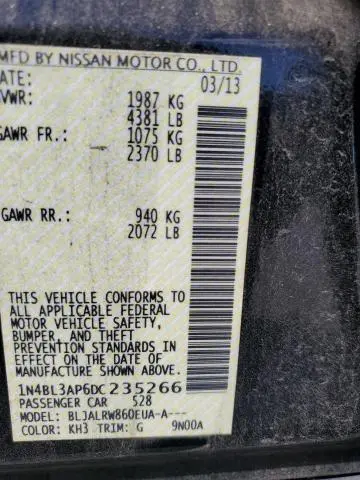 MFD BY NISSAN MOTOR CO., LTD.
DATE: 03/13
GVWR: 1987 KG
4381 LB
GAWR FR.: 1075 KG
2370 LB
GAWR RR.: 940 KG
2072 LB
THIS VEHICLE CONFORMS TO
ALL APPLICABLE FEDERAL
MOTOR VEHICLE SAFETY,
BUMPER, AND THEFT
PREVENTION STANDARDS
IN EFFECT ON THE DATE OF
MANUFACTURE SHOWN ABOVE.
1N4BL3AP6DC235266
PASSENGER CAR 528
MODEL: BLJALRW860EUA-A---
COLOR: KH3 TRIM: G 9N00A